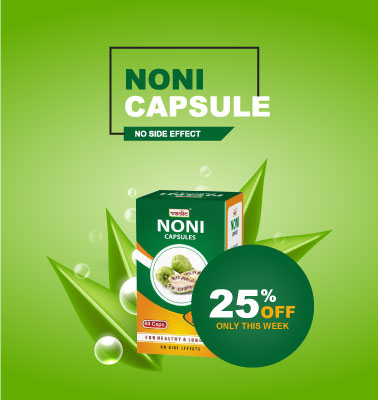 NONI
CAPSULE
NO SIDE EFFECT
NONI
CAPSULES
NONI
60 Caps.
FOR HEALTHY & LONG
NO SIDE EFFECTS
25% OFF
ONLY THIS WEEK